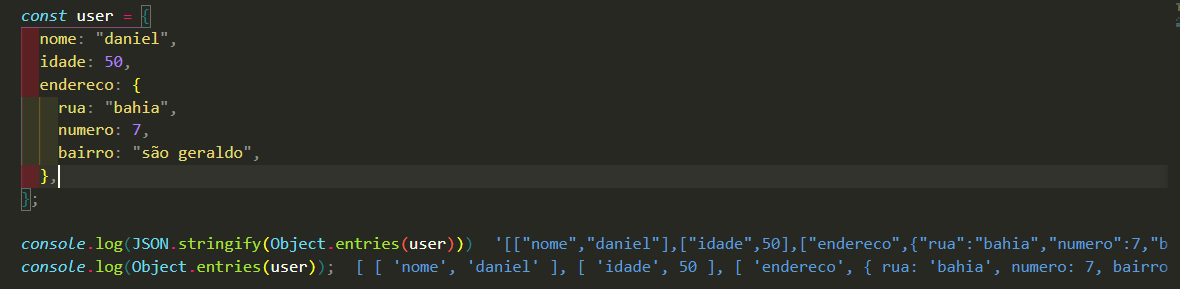 const user = {
nome: "daniel",
idade: 50,
endereco: {
rua: "bahia",
numero: 7,
bairro: "são geraldo",
},
};
console.log(JSON.stringify(Object.entries(user))) '[["nome","daniel"],["idade",50],["endereco",{"rua":"bahia","numero":7,"b
console.log(Object.entries(user)); [ [ 'nome', 'daniel' ], [ 'idade', 50 ], [ 'endereco', { rua: 'bahia', numero: 7, bairro